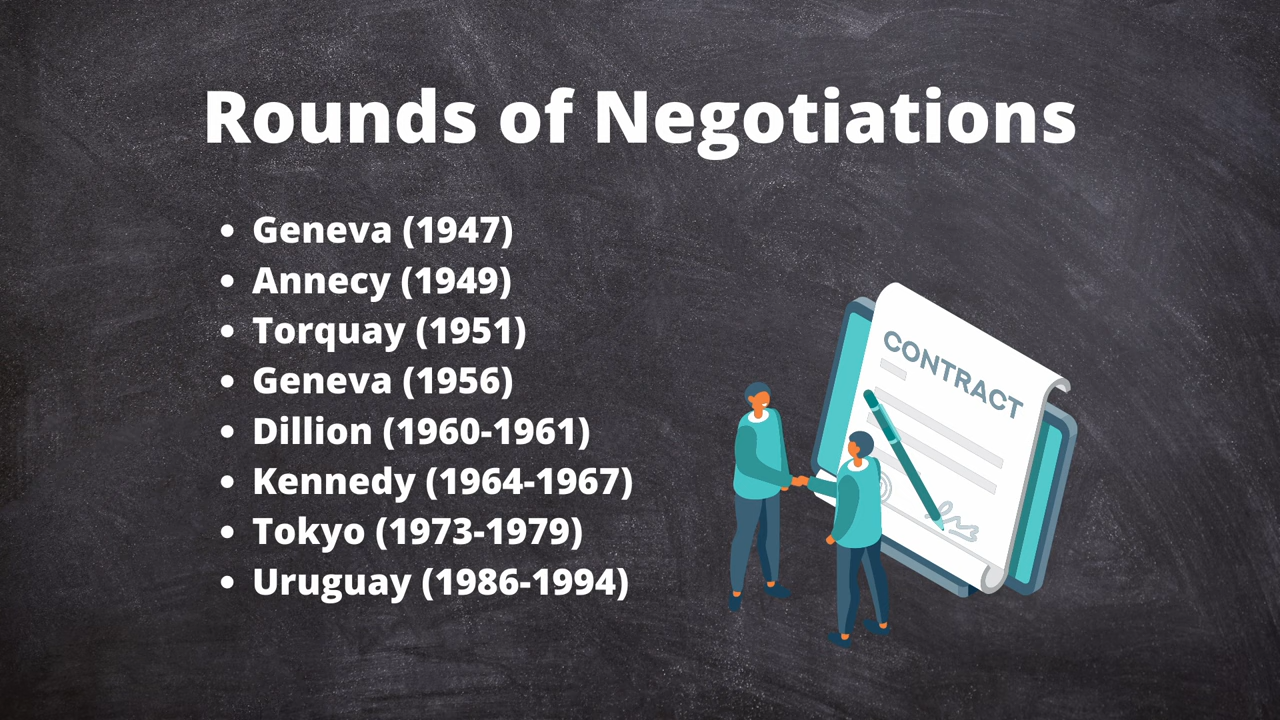 Rounds of Negotiations
• Geneva (1947)
• Annecy (1949)
• Torquay (1951)
• Geneva (1956)
• Dillion (1960-1961)
• Kennedy (1964-1967)
• Tokyo (1973-1979)
• Uruguay (1986-1994)
CONTRACT